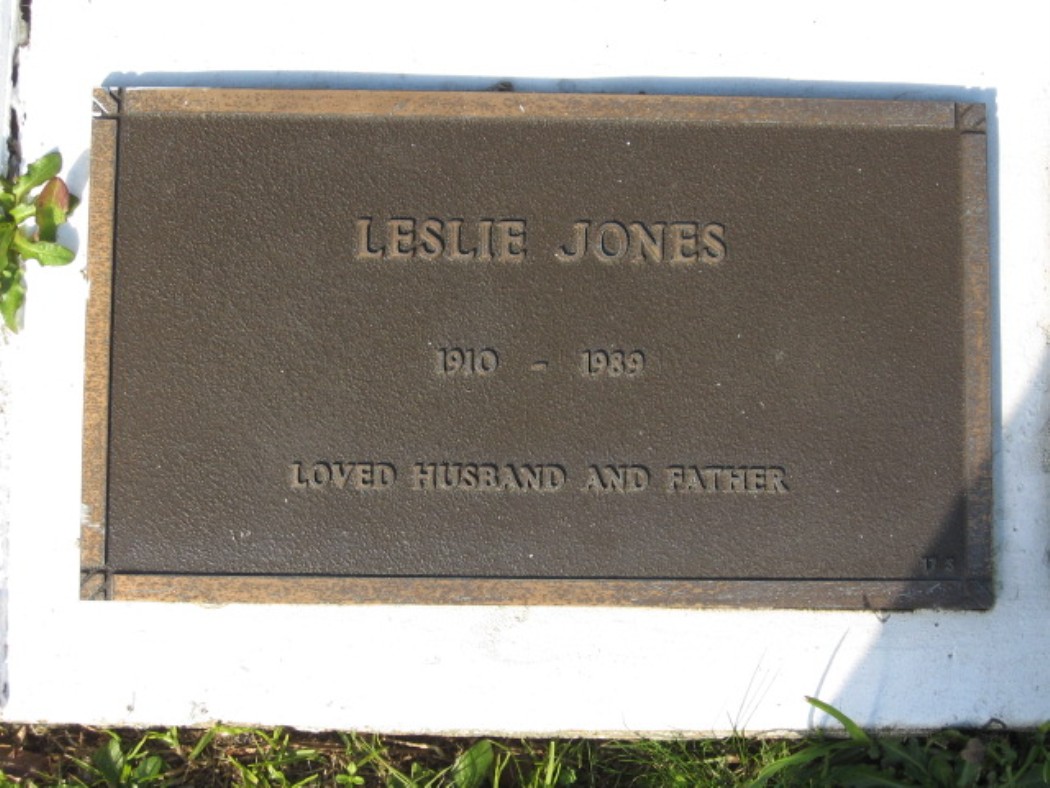 LESLIE JONES
1910 - 1989
LOVED HUSBAND AND FATHER